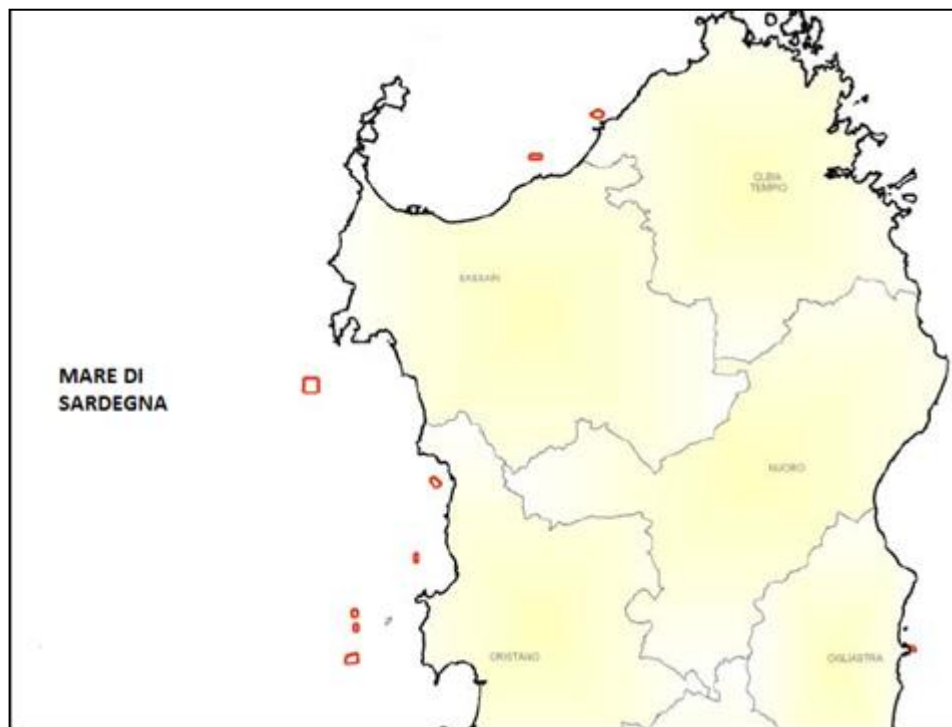 OLBIA
TEMPIO
SASSARI
MARE DI
SARDEGNA
NUORO
ORISTANO
OGLIASTRA